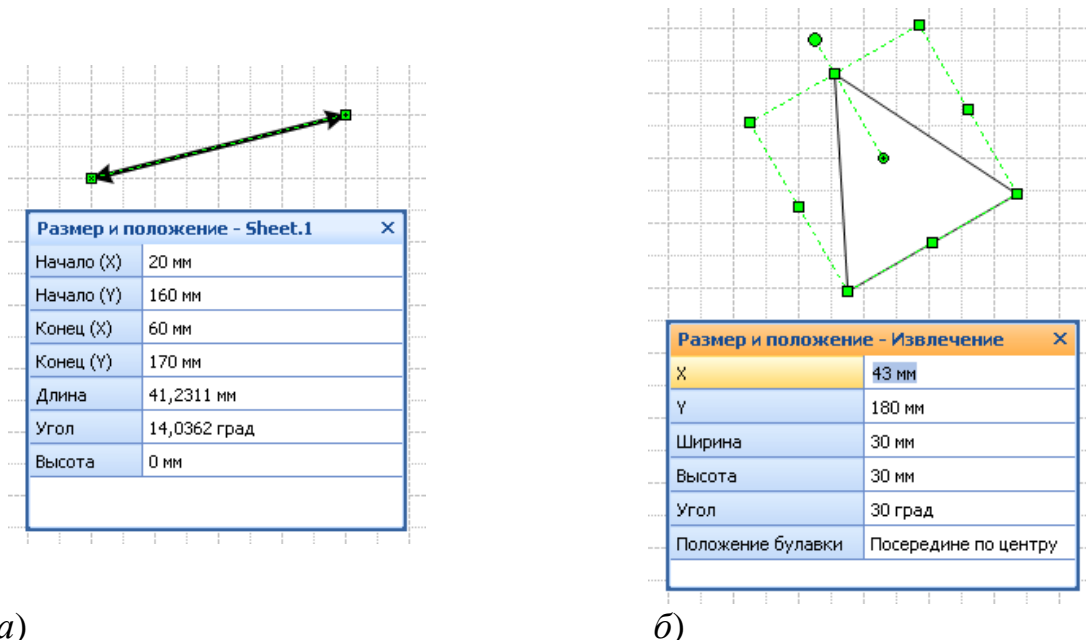 Размер и положение - Sheet.1
Начало (X) 20 мм
Начало (Y) 160 мм
Конец (X) 60 мм
Конец (Y) 170 мм
Длина 41,2311 мм
Угол 14,0362 град
Высота 0 мм
а)
Размер и положение - Извлечение
X 43 мм
Y 180 мм
Ширина 30 мм
Высота 30 мм
Угол 30 град
Положение булавки Посередине по центру
б)